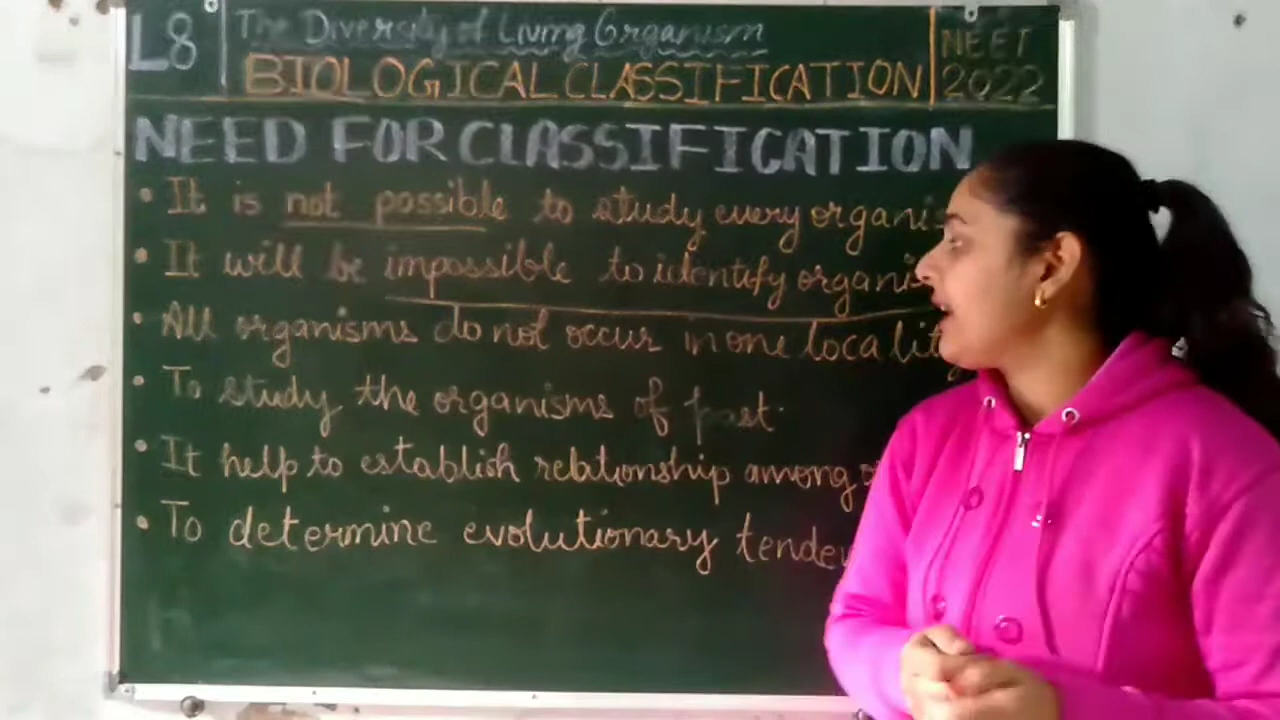 L8
The Diversity of Living Organism
BIOLOGICAL CLASSIFICATION
NEET
2022
NEED FOR CLASSIFICATION
• It is not possible to study every organis
• It will be impossible to identify organis
• All organisms do not occur in one locality
• To study the organisms of past.
• It help to establish relationship among o
• To determine evolutionary tenden